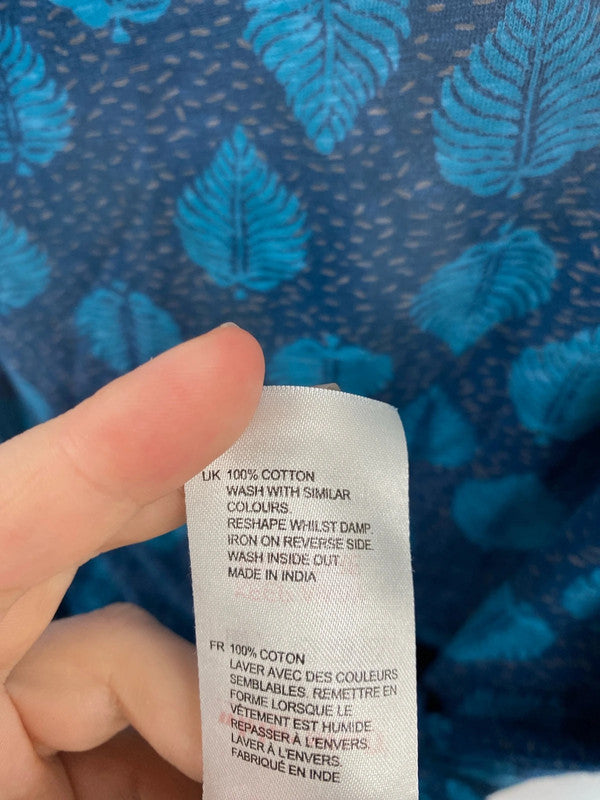 UK 100% COTTON
WASH WITH SIMILAR
COLOURS.
RESHAPE WHILST DAMP.
IRON ON REVERSE SIDE.
WASH INSIDE OUT
MADE IN INDIA
FR 100% COTON
LAVER AVEC DES COULEURS
SEMBLABLES. REMETTRE EN
FORME LORSQUE LE
VÊTEMENT EST HUMIDE
REPASSER À L'ENVERS.
LAVER À L'ENVERS.
FABRIQUÉ EN INDE